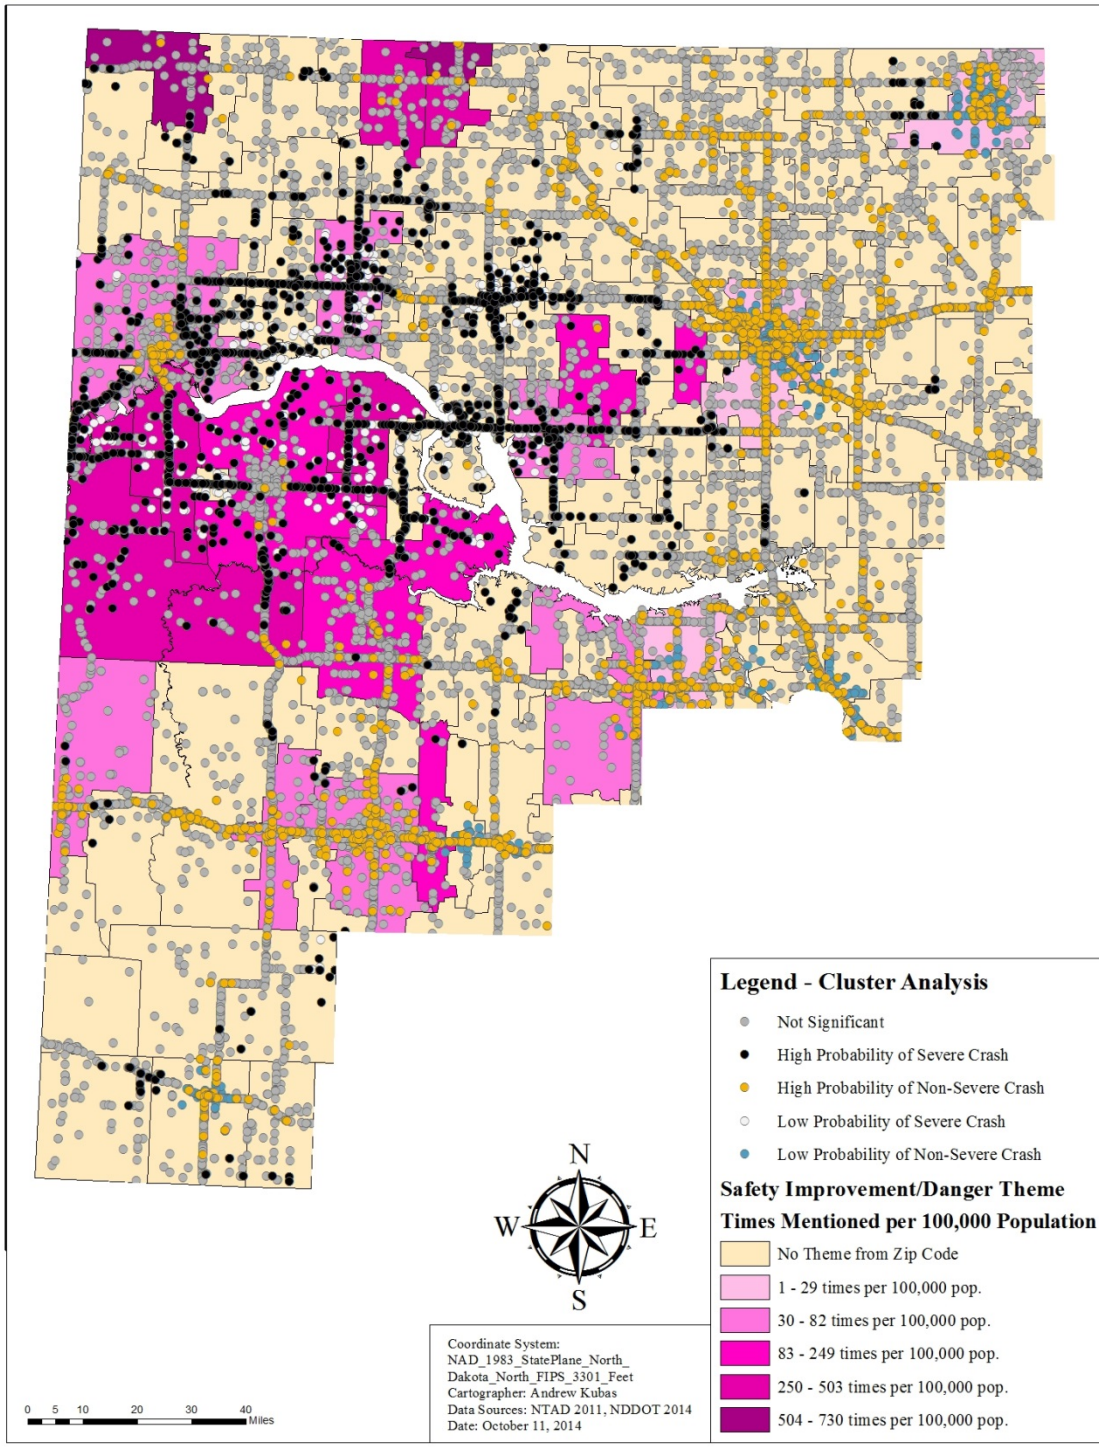 Legend - Cluster Analysis
Not Significant
High Probability of Severe Crash
High Probability of Non-Severe Crash
Low Probability of Severe Crash
Low Probability of Non-Severe Crash
Safety Improvement/Danger Theme
Times Mentioned per 100,000 Population
No Theme from Zip Code
1 - 29 times per 100,000 pop.
30 - 82 times per 100,000 pop.
83 - 249 times per 100,000 pop.
250 - 503 times per 100,000 pop.
504 - 730 times per 100,000 pop.
N
W
E
S
Coordinate System:
NAD_1983_StatePlane_North_
Dakota_North_FIPS_3301_Feet
Cartographer: Andrew Kubas
Data Sources: NTAD 2011, NDDOT 2014
Date: October 11, 2014
0 5 10 20 30 40
Miles